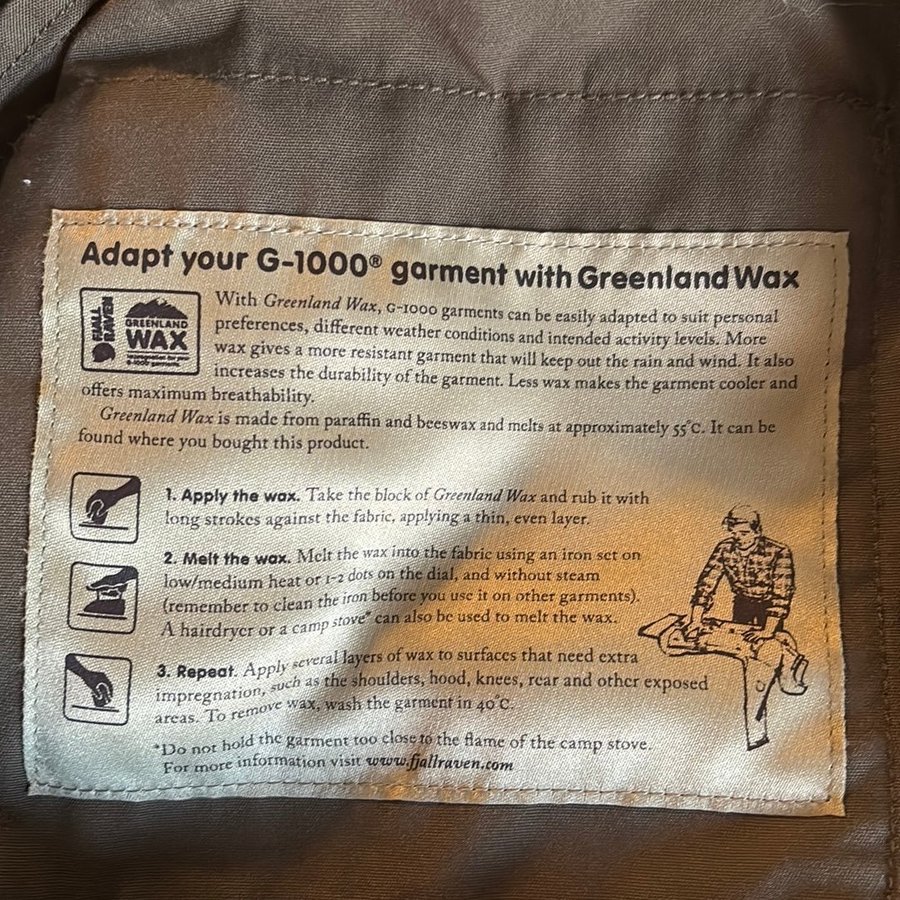 Adapt your G-1000® garment with Greenland Wax
FJÄLL
RÄVEN
GREENLAND
WAX
With Greenland Wax, G-1000 garments can be easily adapted to suit personal
preferences, different weather conditions and intended activity levels. More
wax gives a more resistant garment that will keep out the rain and wind. It also
increases the durability of the garment. Less wax makes the garment cooler and
offers maximum breathability.
Greenland Wax is made from paraffin and beeswax and melts at approximately 55°C. It can be
found where you bought this product.
1. Apply the wax. Take the block of Greenland Wax and rub it with
long strokes against the fabric, applying a thin, even layer.
2. Melt the wax. Melt the wax into the fabric using an iron set on
low/medium heat or 1-2 dots on the dial, and without steam
(remember to clean the iron before you use it on other garments).
A hairdryer or a camp stove* can also be used to melt the wax.
3. Repeat. Apply several layers of wax to surfaces that need extra
impregnation, such as the shoulders, hood, knees, rear and other exposed
areas. To remove wax, wash the garment in 40°C.
*Do not hold the garment too close to the flame of the camp stove.
For more information visit www.fjallraven.com